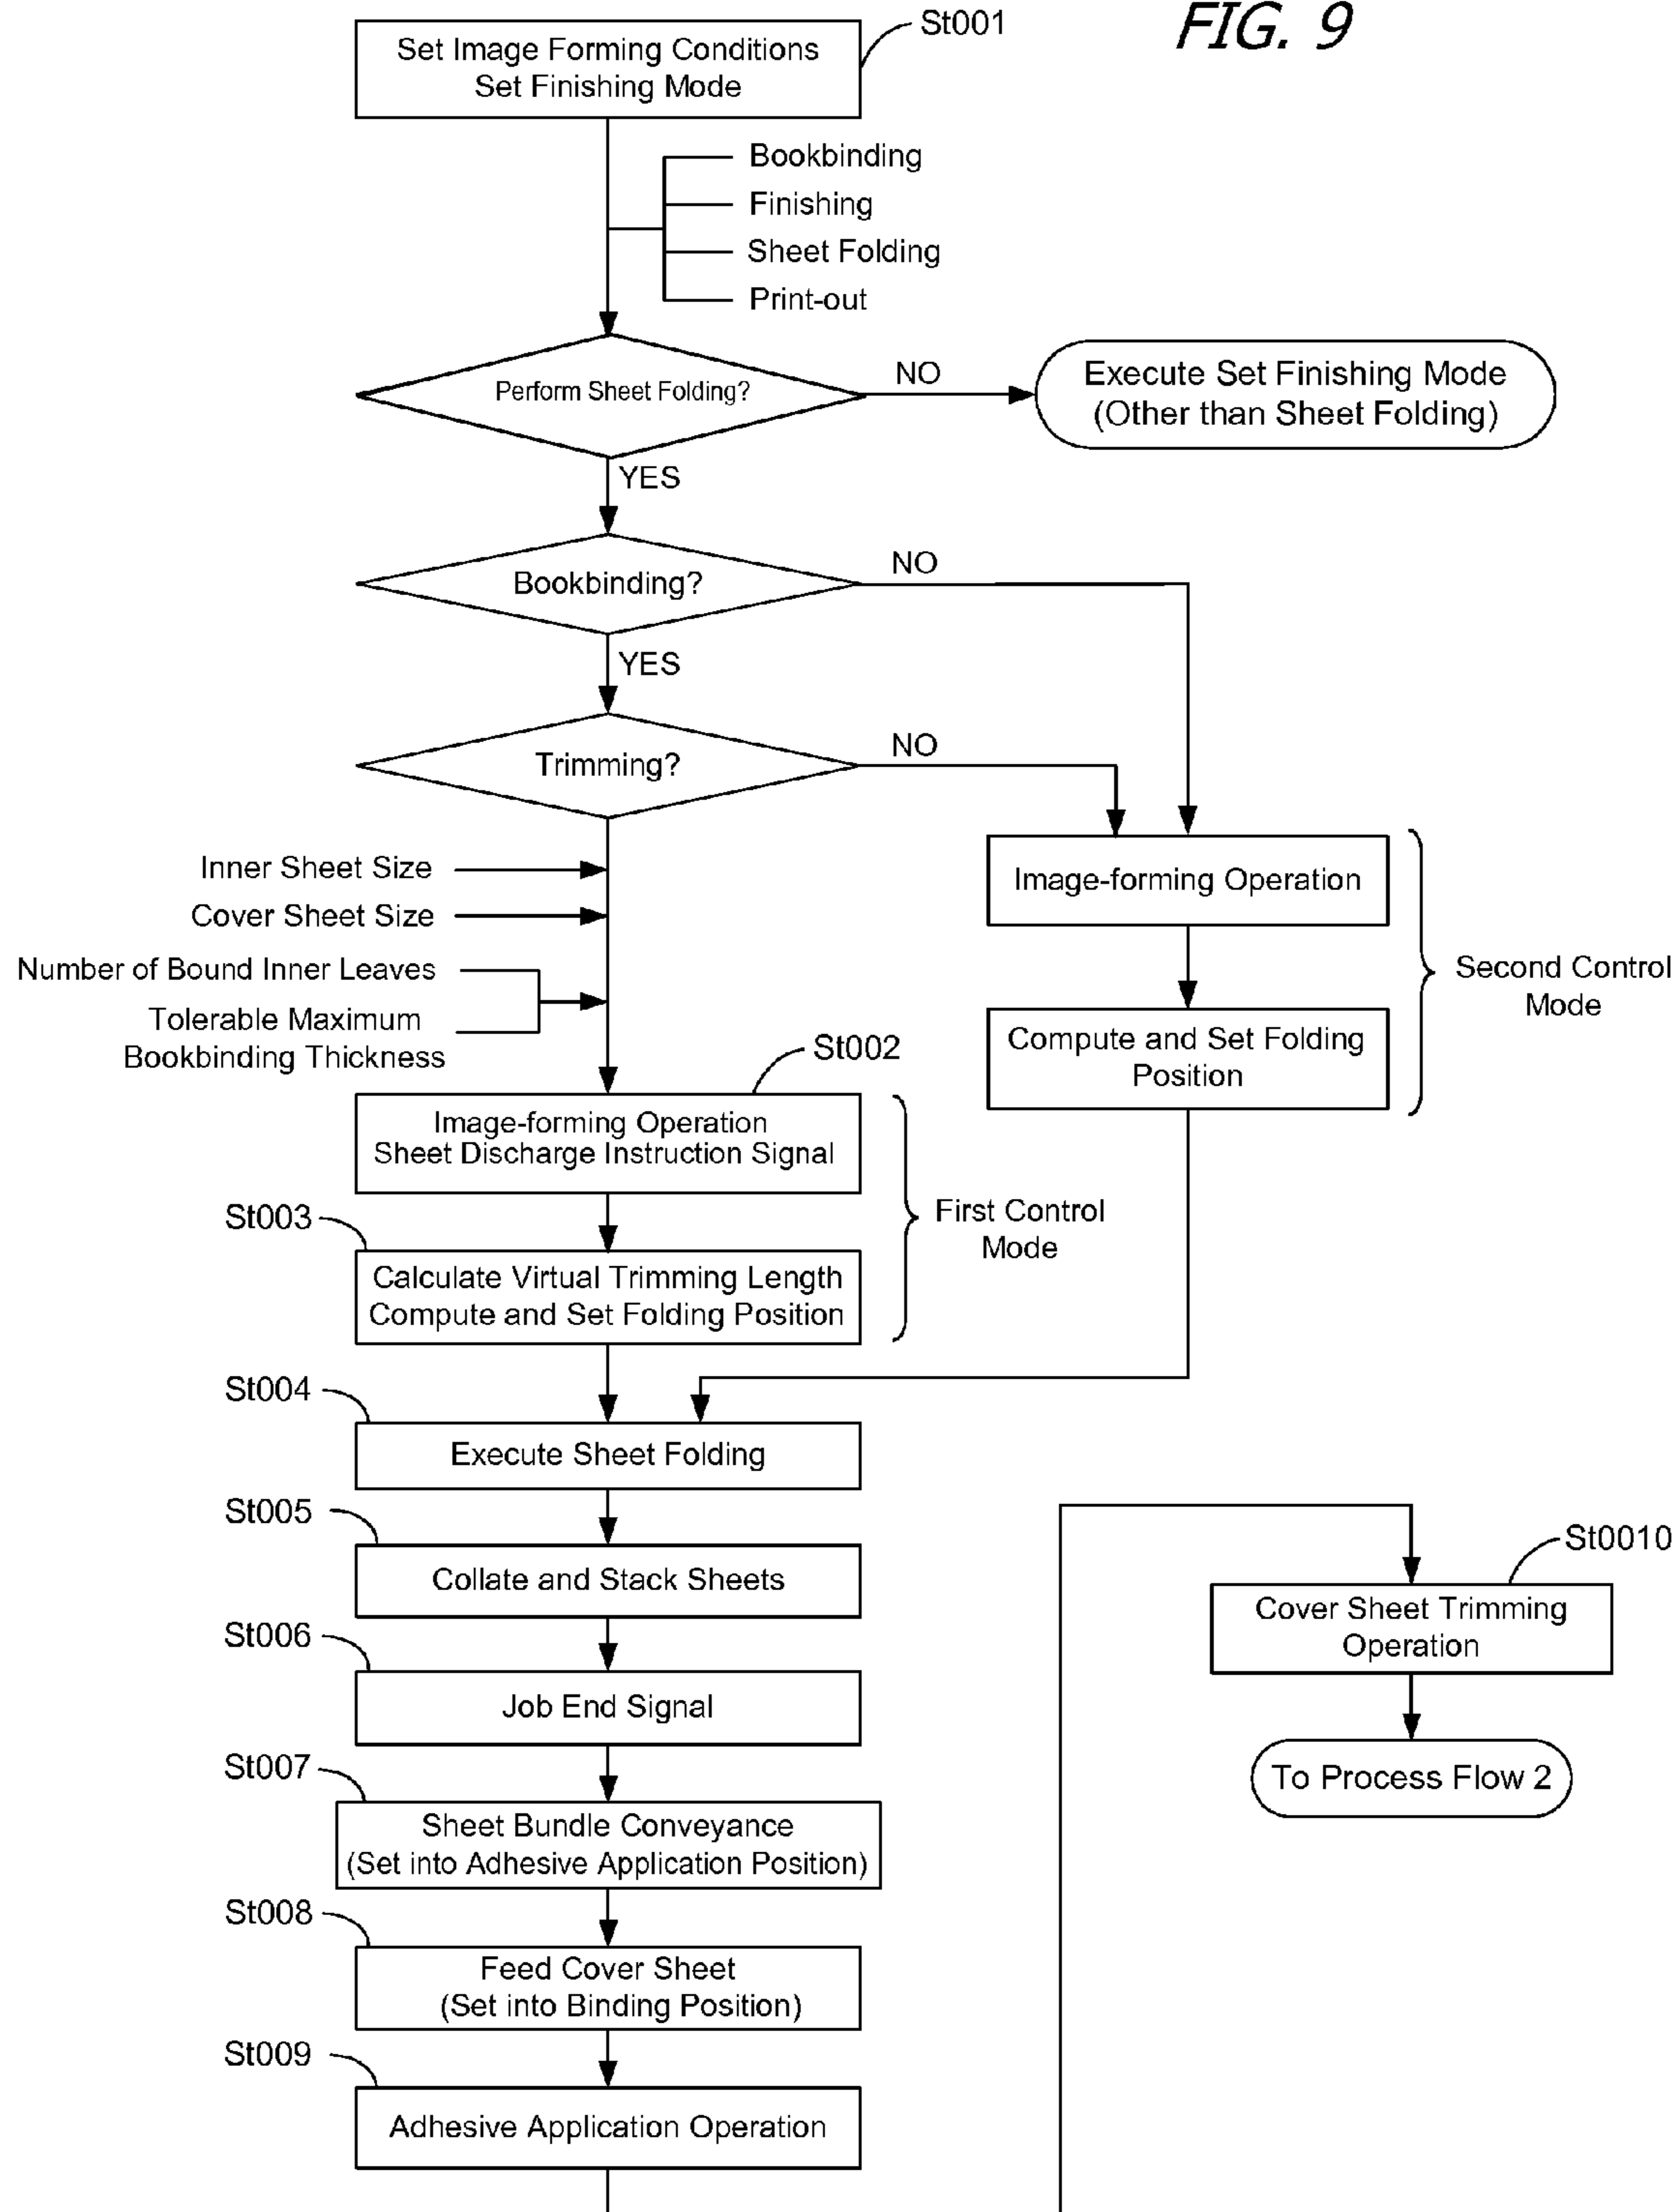 FIG. 9
St001
Set Image Forming Conditions
Set Finishing Mode
Bookbinding
Finishing
Sheet Folding
Print-out
Perform Sheet Folding?
NO
Execute Set Finishing Mode
(Other than Sheet Folding)
YES
Bookbinding?
NO
YES
Trimming?
NO
Inner Sheet Size
Cover Sheet Size
Number of Bound Inner Leaves
Tolerable Maximum
Bookbinding Thickness
Image-forming Operation
Compute and Set Folding
Position
Second Control
Mode
St002
Image-forming Operation
Sheet Discharge Instruction Signal
St003
Calculate Virtual Trimming Length
Compute and Set Folding Position
First Control
Mode
St004
Execute Sheet Folding
St005
Collate and Stack Sheets
St006
Job End Signal
St007
Sheet Bundle Conveyance
(Set into Adhesive Application Position)
St008
Feed Cover Sheet
(Set into Binding Position)
St009
Adhesive Application Operation
St0010
Cover Sheet Trimming
Operation
To Process Flow 2